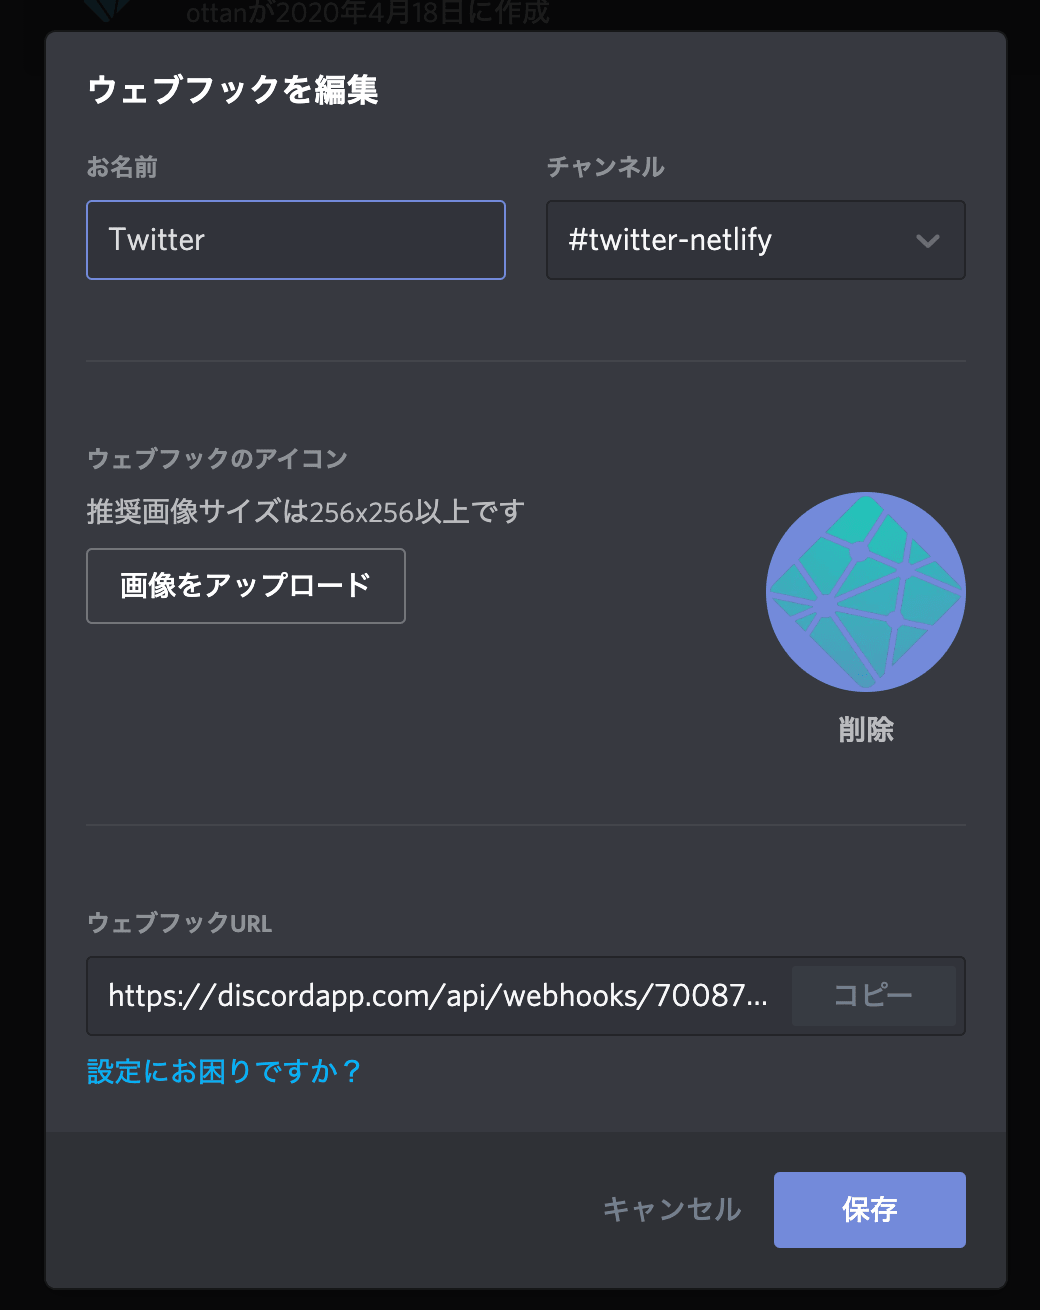 ottanが2020年4月18日に作成
ウェブフックを編集
お名前
チャンネル
Twitter
#twitter-netlify
ウェブフックのアイコン
推奨画像サイズは256x256以上です
画像をアップロード
削除
ウェブフックURL
https://discordapp.com/api/webhooks/70087...
コピー
設定にお困りですか？
キャンセル
保存